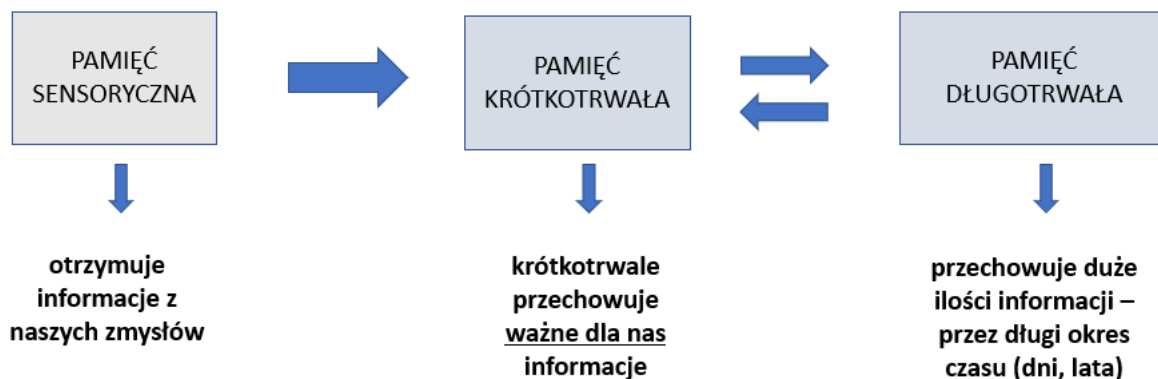 PAMIĘĆ
SENSORYCZNA
PAMIĘĆ
KRÓTKOTRWAŁA
PAMIĘĆ
DŁUGOTRWAŁA
otrzymuje
informacje z
naszych zmysłów
krótkotrwale
przechowuje
ważne dla nas
informacje
przechowuje duże
ilości informacji –
przez długi okres
czasu (dni, lata)